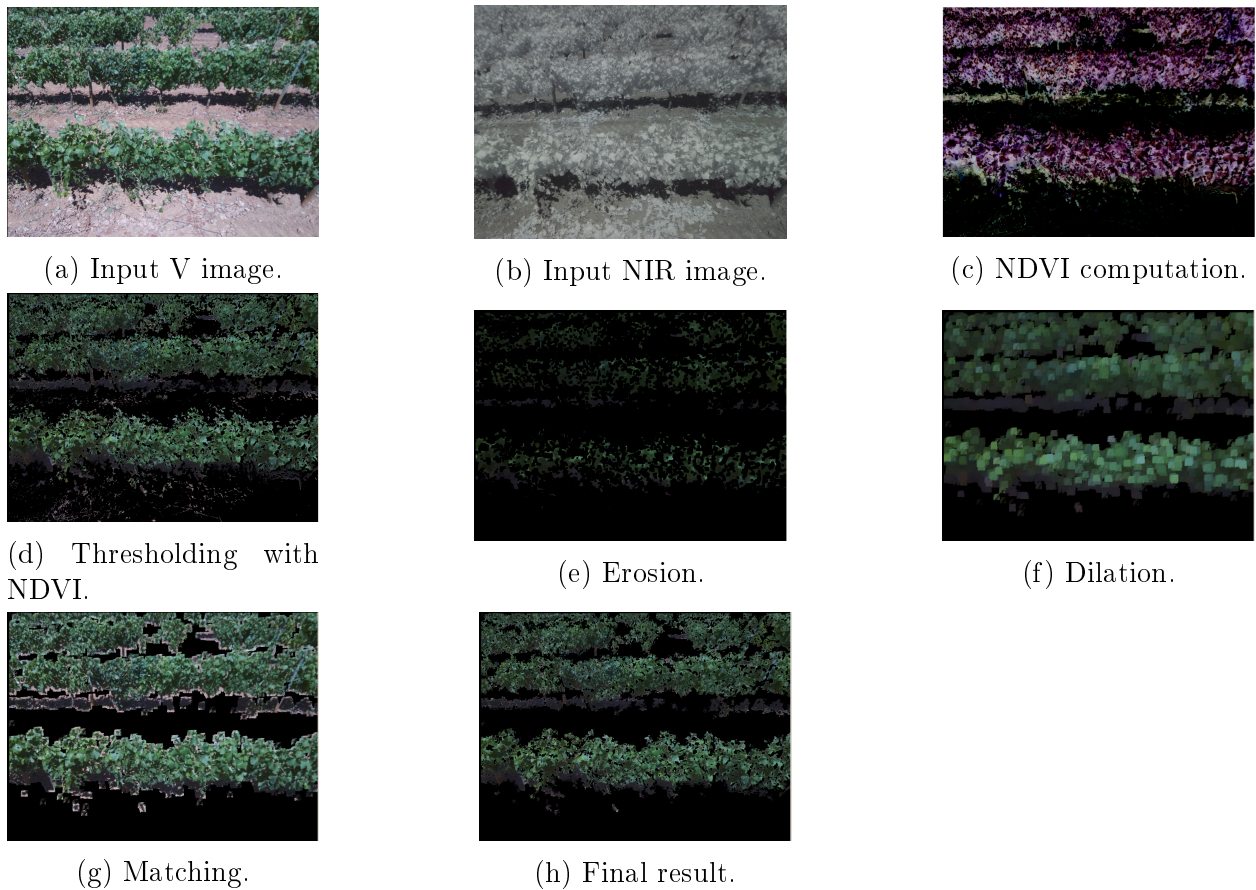 (a) Input V image.
(b) Input NIR image.
(c) NDVI computation.
(d) Thresholding with
NDVI.
(e) Erosion.
(f) Dilation.
(g) Matching.
(h) Final result.